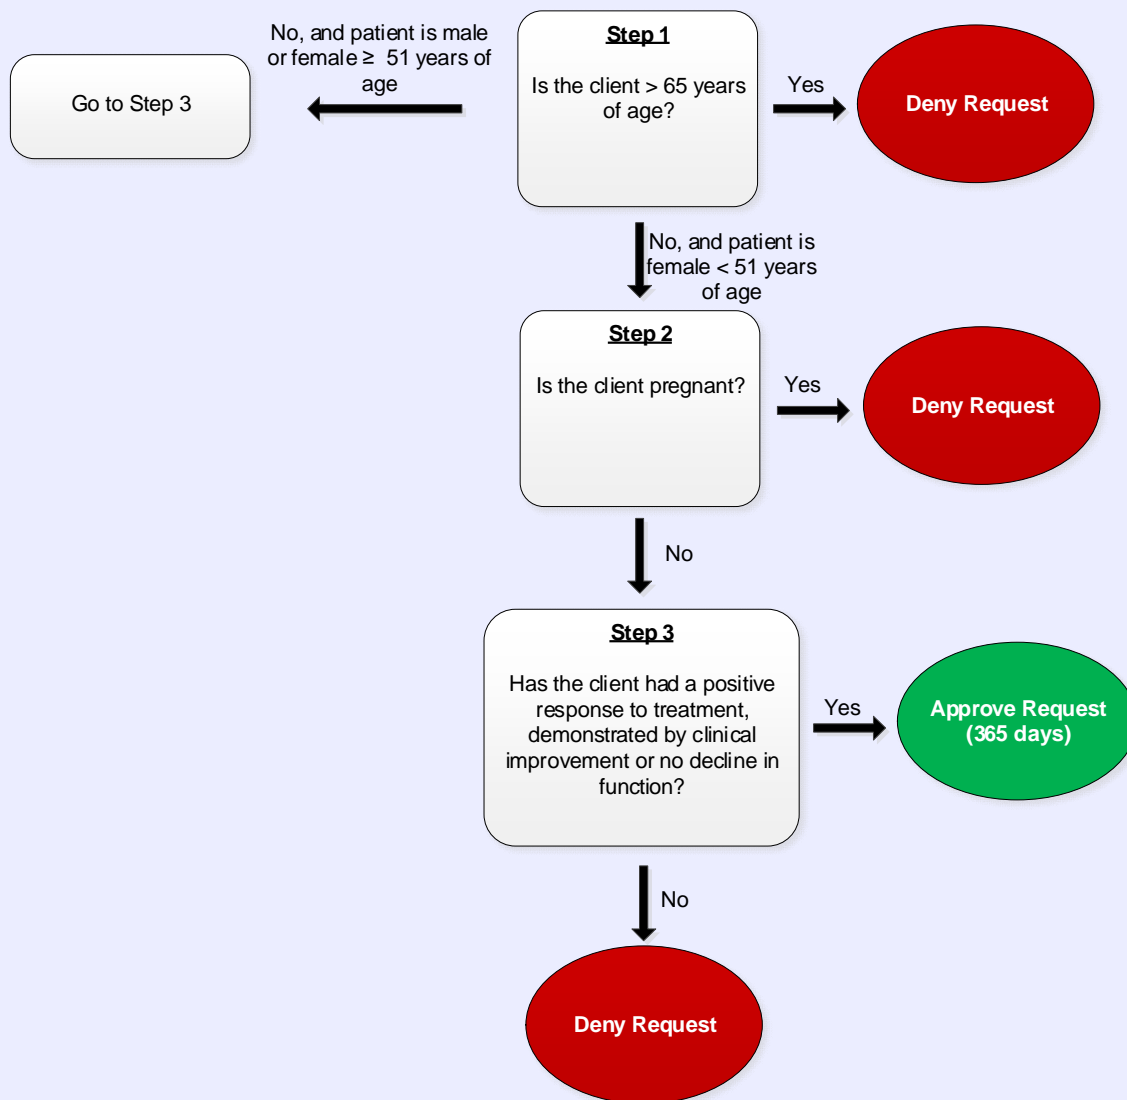 No, and patient is male
or female ≥ 51 years of
age
Go to Step 3
Step 1
Is the client > 65 years
of age?
Yes
Deny Request
No, and patient is
female < 51 years
of age
Step 2
Is the client pregnant?
Yes
Deny Request
No
Step 3
Has the client had a positive
response to treatment,
demonstrated by clinical
improvement or no decline in
function?
Yes
Approve Request
(365 days)
No
Deny Request